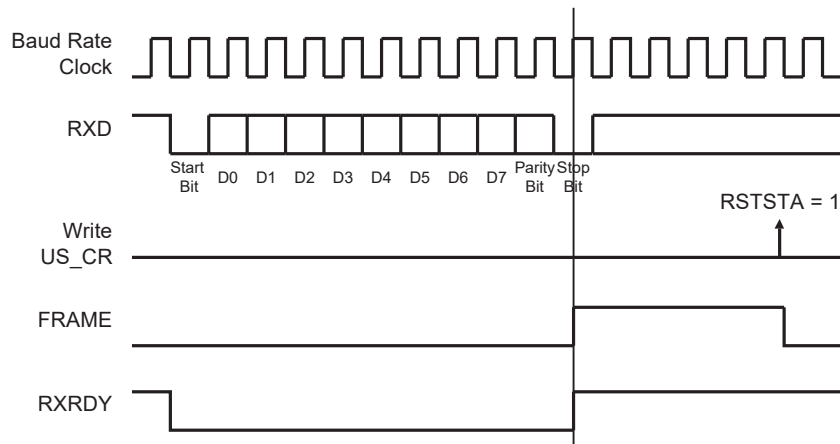 Baud Rate
Clock
RXD
Start
Bit
D0 D1 D2 D3 D4 D5 D6 D7
Parity
Bit
Stop
Bit
RSTSTA = 1
Write
US_CR
FRAME
RXRDY